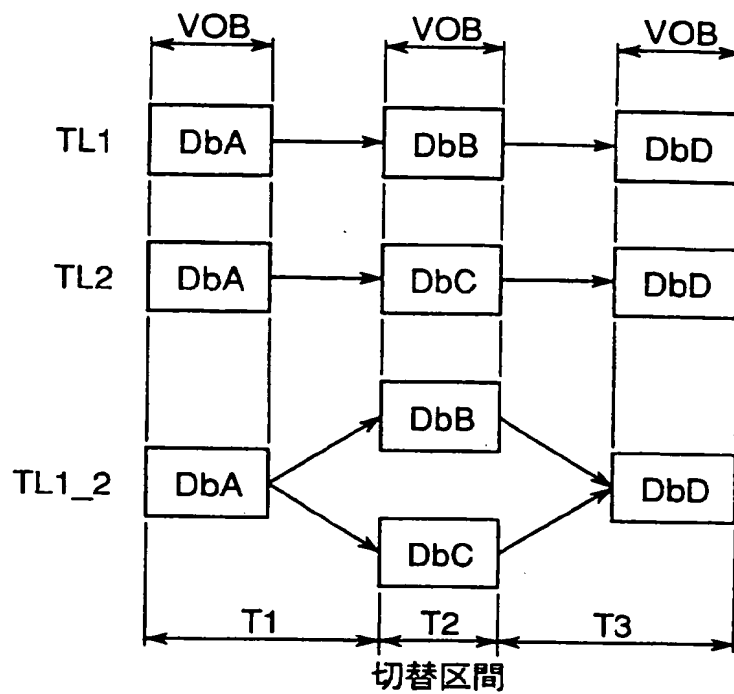 VOB VOB VOB
TL1 DbA DbB DbD
TL2 DbA DbC DbD
DbB
TL1_2 DbA DbD
DbC
T1 T2 T3
切替区間